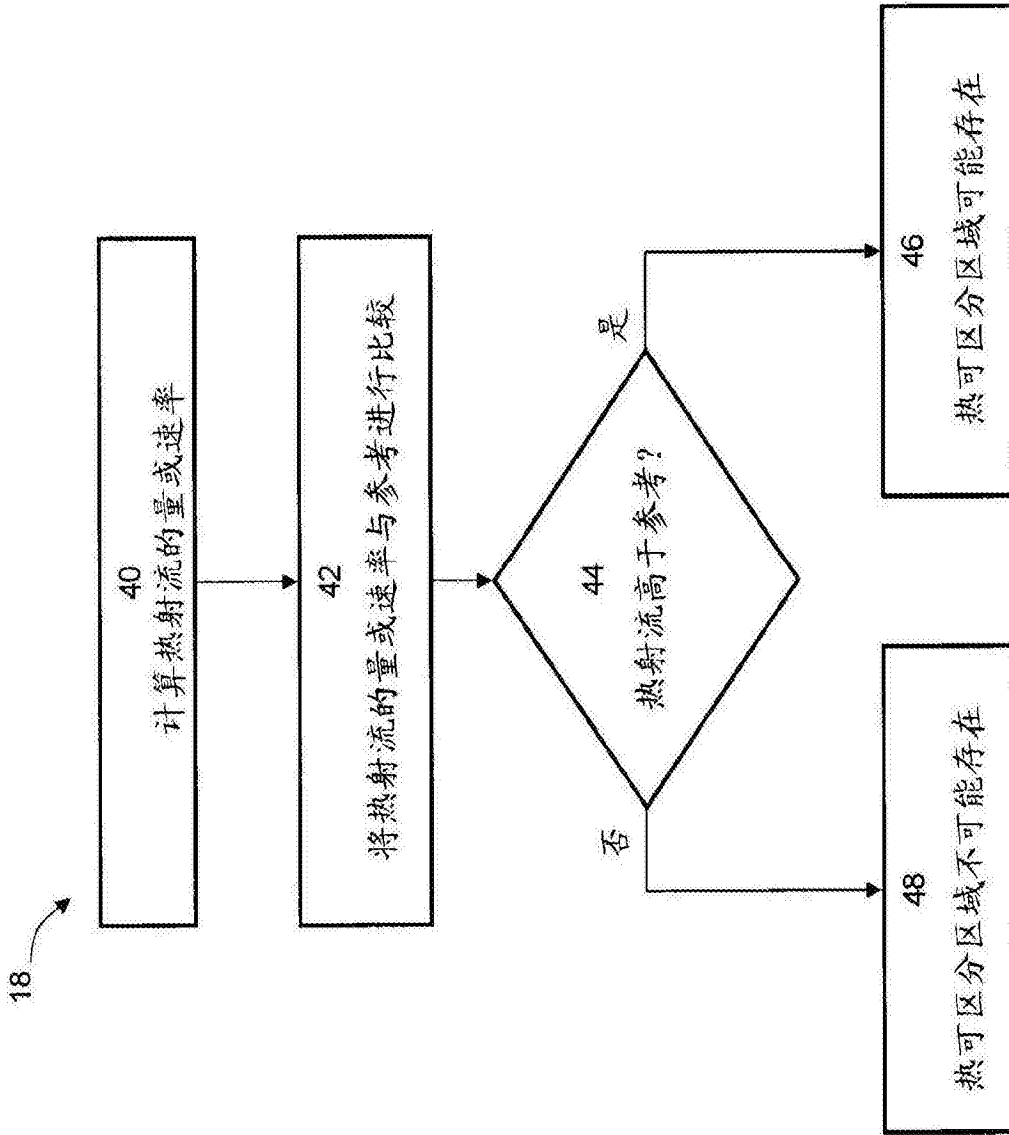 18
40
计算热射流的量或速率
42
将热射流的量或速率与参考进行比较
44
热射流高于参考?
否
是
48
热可区分区域不可能存在
46
热可区分区域可能存在